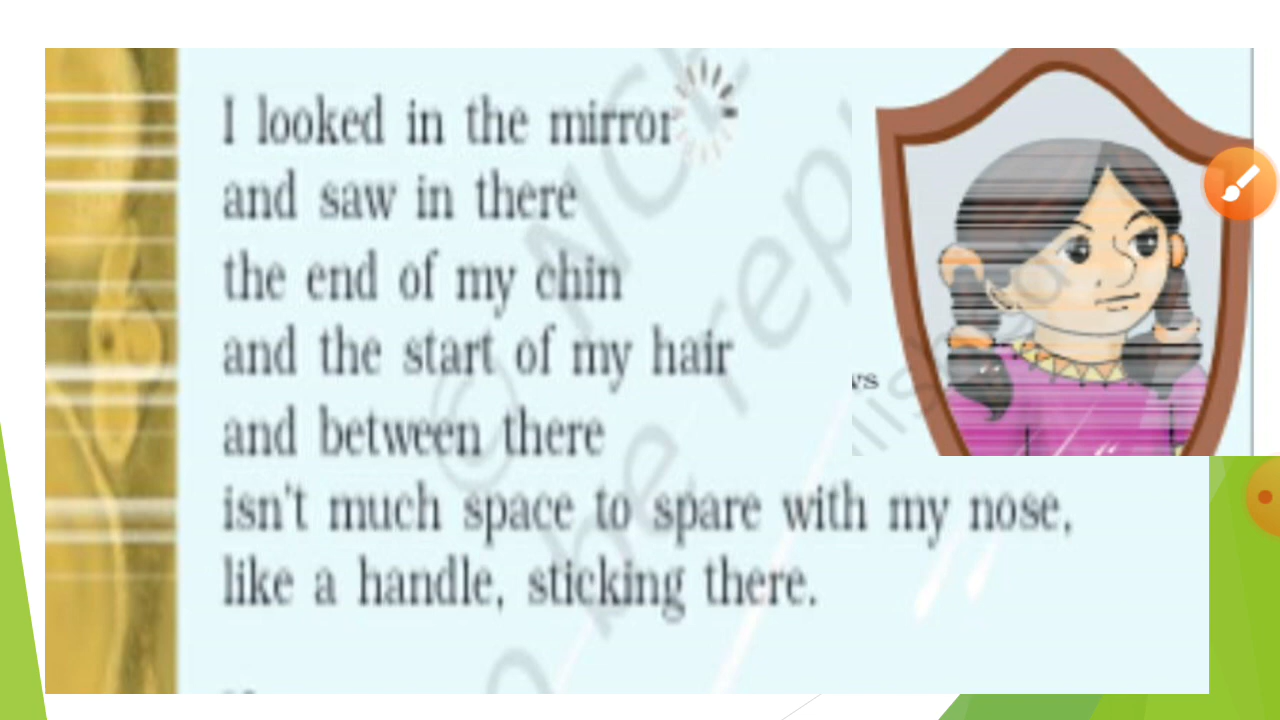 I looked in the mirror
and saw in there
the end of my chin
and the start of my hair
and between there
isn't much space to spare with my nose,
like a handle, sticking there.